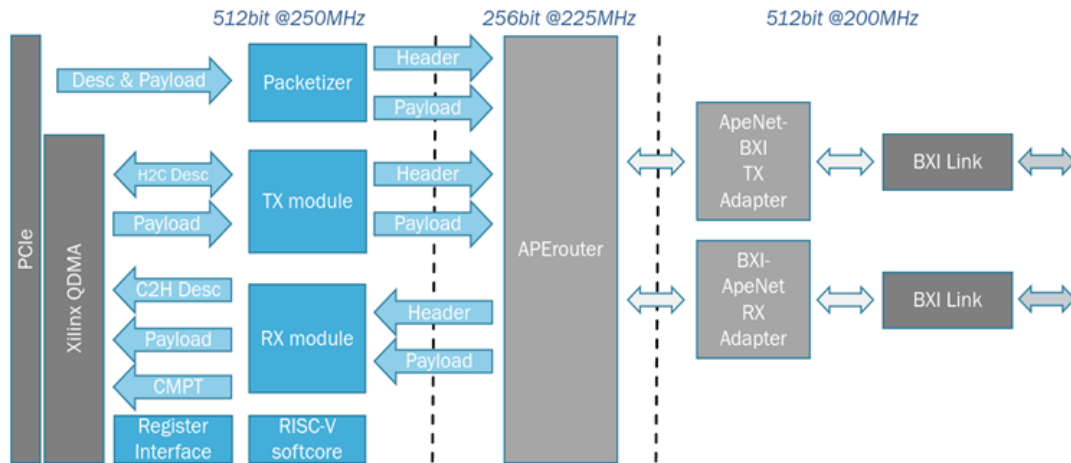 512bit @250MHz
256bit @225MHz
512bit @200MHz
PCIe
Xilinx QDMA
Desc & Payload
Packetizer
Header
Payload
H2C Desc
Payload
TX module
Header
Payload
C2H Desc
Payload
CMPT
RX module
Header
Payload
Register
Interface
RISC-V
softcore
APErouter
ApeNet-
BXI
TX
Adapter
BXI Link
BXI-
ApeNet
RX
Adapter
BXI Link